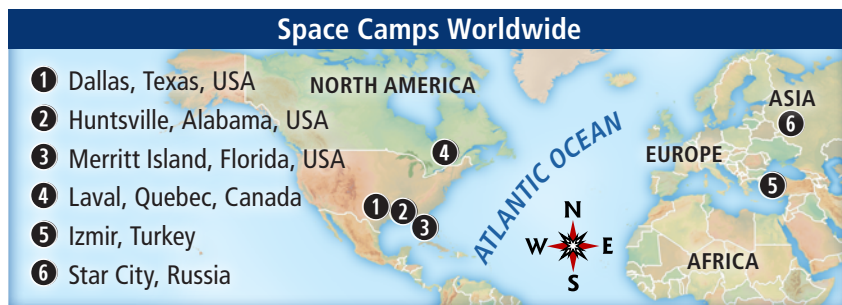 Space Camps Worldwide
1 Dallas, Texas, USA
2 Huntsville, Alabama, USA
3 Merritt Island, Florida, USA
4 Laval, Quebec, Canada
5 Izmir, Turkey
6 Star City, Russia
NORTH AMERICA
ATLANTIC OCEAN
EUROPE
ASIA
AFRICA
1
2
3
4
5
6
N
W E
S